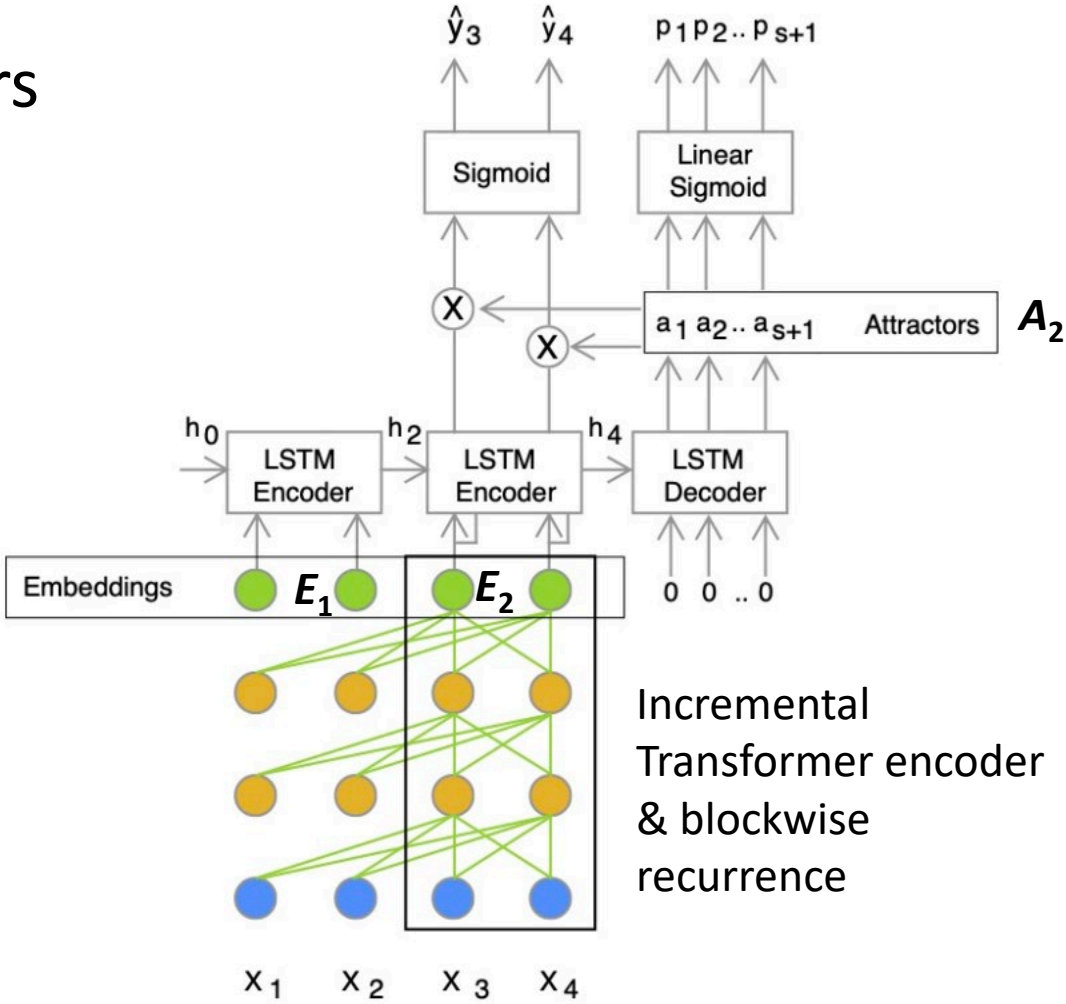 rs
ŷ3 ŷ4 p1 p2 .. p s+1
Sigmoid
Linear
Sigmoid
X
X
a1 a2 .. a s+1 Attractors
A2
h0 h2 h4
LSTM
Encoder
LSTM
Encoder
LSTM
Decoder
Embeddings E1 E2
0 0 .. 0
Incremental
Transformer encoder
& blockwise
recurrence
x1 x2 x3 x4